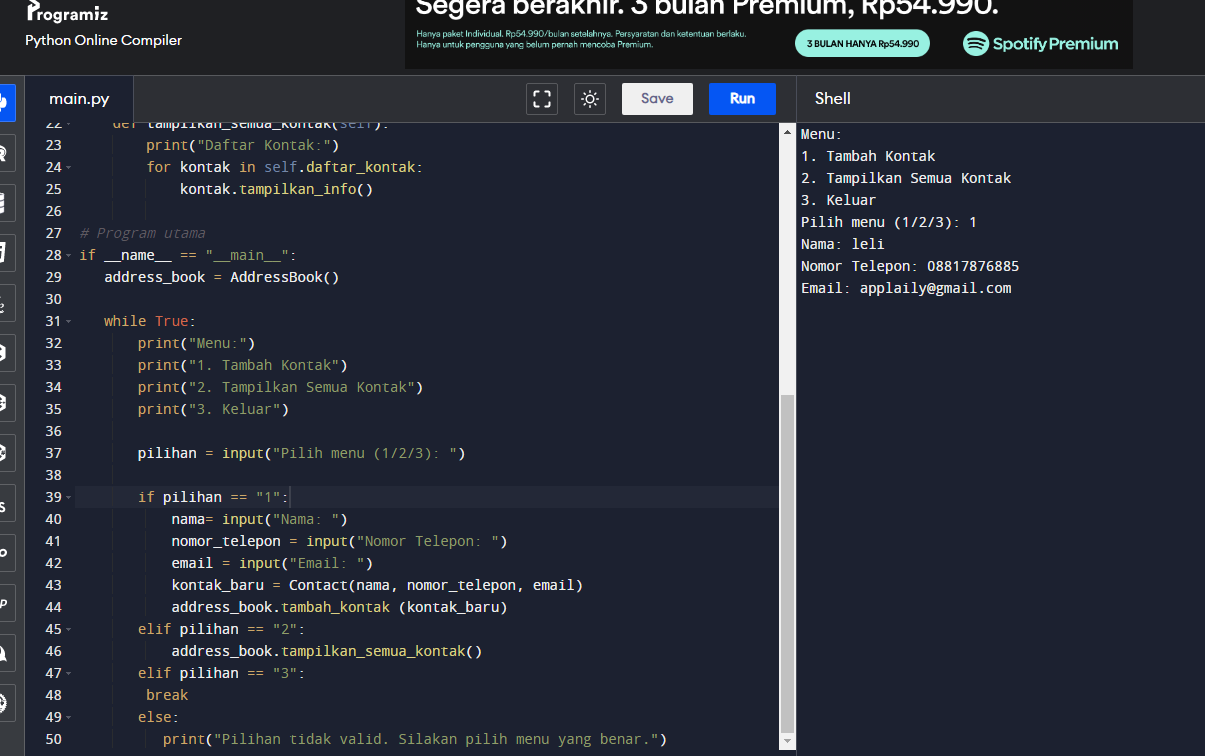 Programiz
Python Online Compiler
Segera berakhir. 3 bulan Premium, Rp54.990.
Hanya paket Individual. Rp54.990/bulan setelahnya. Persyaratan dan ketentuan berlaku.
Hanya untuk pengguna yang belum pernah mencoba Premium.
3 BULAN HANYA Rp54.990
Spotify Premium
main.py
Save
Run
Shell
22 def tampilkan_semua_kontak(self):
23 print("Daftar Kontak:")
24 for kontak in self.daftar_kontak:
25 kontak.tampilkan_info()
26
27 # Program utama
28 if __name__ == "__main__":
29 address_book = AddressBook()
30
31 while True:
32 print("Menu:")
33 print("1. Tambah Kontak")
34 print("2. Tampilkan Semua Kontak")
35 print("3. Keluar")
36
37 pilihan = input("Pilih menu (1/2/3): ")
38
39 if pilihan == "1":
40 nama= input("Nama: ")
41 nomor_telepon = input("Nomor Telepon: ")
42 email = input("Email: ")
43 kontak_baru = Contact(nama, nomor_telepon, email)
44 address_book.tambah_kontak (kontak_baru)
45 elif pilihan == "2":
46 address_book.tampilkan_semua_kontak()
47 elif pilihan == "3":
48 break
49 else:
50 print("Pilihan tidak valid. Silakan pilih menu yang benar.")
Menu:
1. Tambah Kontak
2. Tampilkan Semua Kontak
3. Keluar
Pilih menu (1/2/3): 1
Nama: leli
Nomor Telepon: 08817876885
Email: applaily@gmail.com